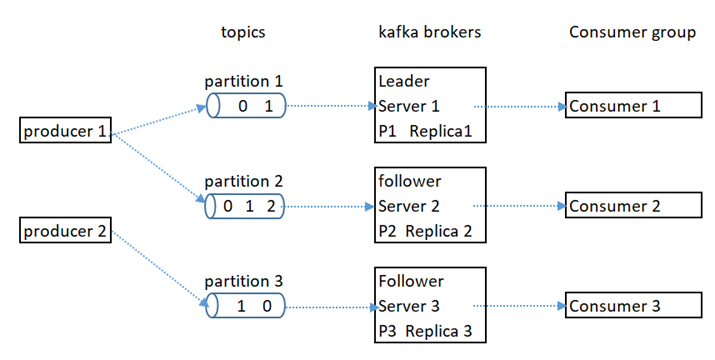 topics
kafka brokers
Consumer group
partition 1
0 1
producer 1
Leader
Server 1
P1 Replica1
Consumer 1
partition 2
0 1 2
producer 2
follower
Server 2
P2 Replica 2
Consumer 2
partition 3
1 0
Follower
Server 3
P3 Replica 3
Consumer 3